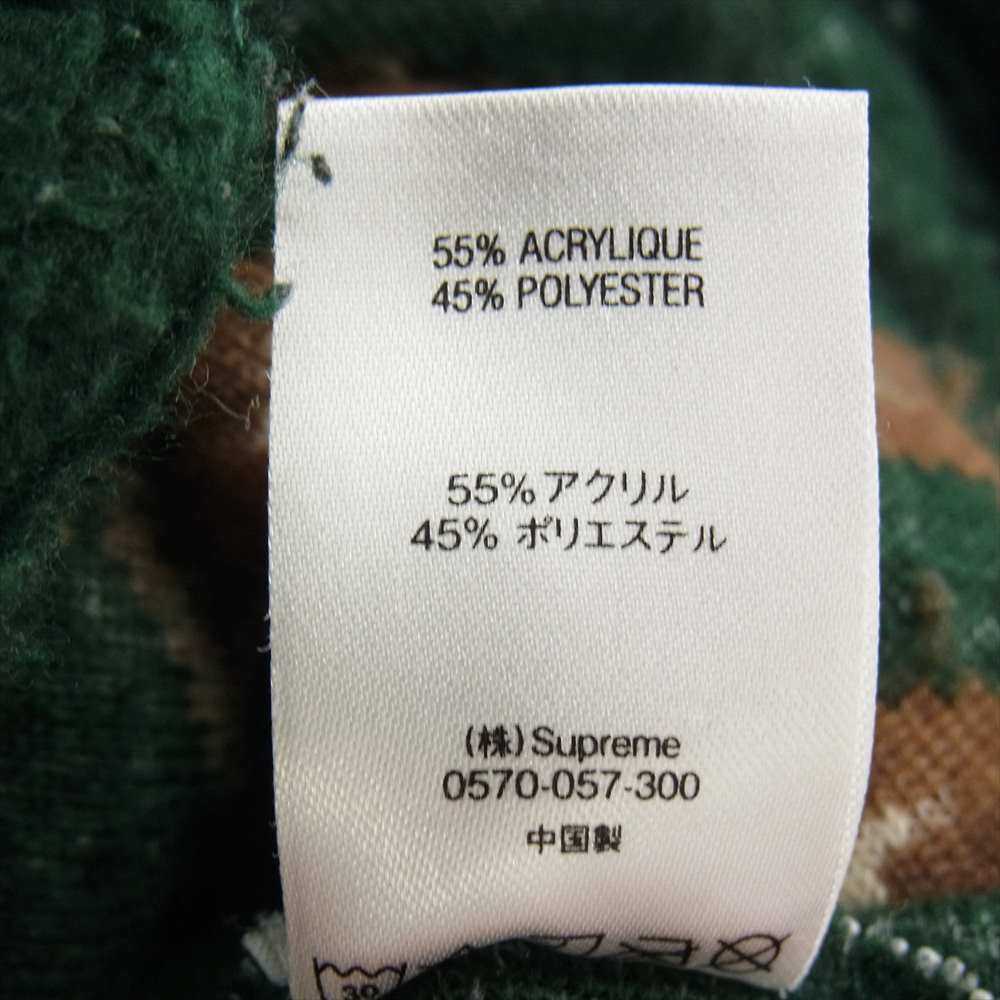 55% ACRYLIQUE
45% POLYESTER
55%アクリル
45% ポリエステル
(株)Supreme
0570-057-300
中国製
30